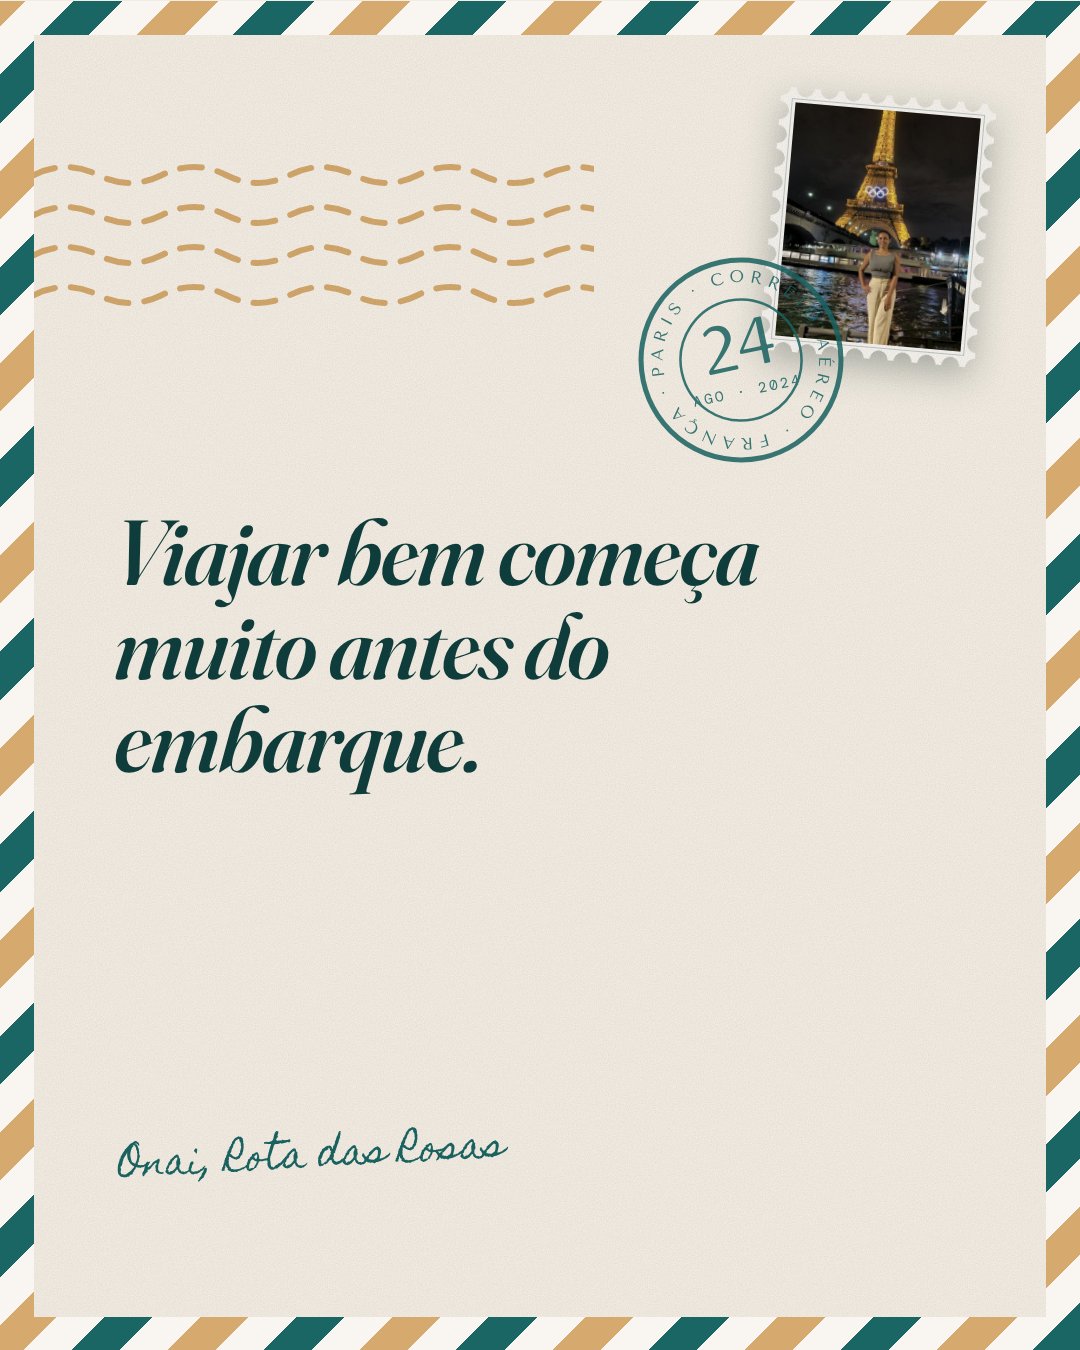 PARIS · CORREIO AÉREO · FRANÇA ·
24
AGO · 2024
Viajar bem começa
muito antes do
embarque.
Onai, Rota das Rosas